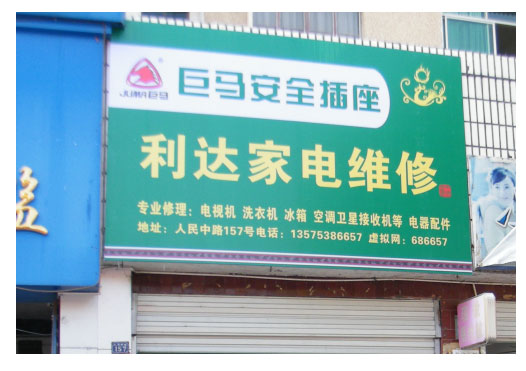 JUMA巨马®
巨马安全插座
利达家电维修
专业修理：电视机 洗衣机 冰箱 空调卫星接收机等 电器配件
地址：人民中路157号电话：13575386657 虚拟网：686657
157